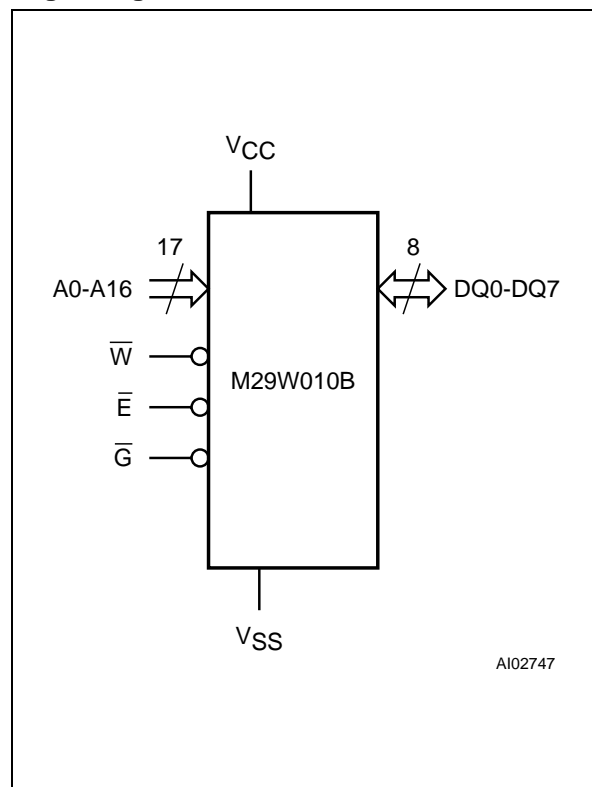 VCC
17
8
A0-A16
DQ0-DQ7
W̅
M29W010B
E̅
G̅
VSS
AI02747